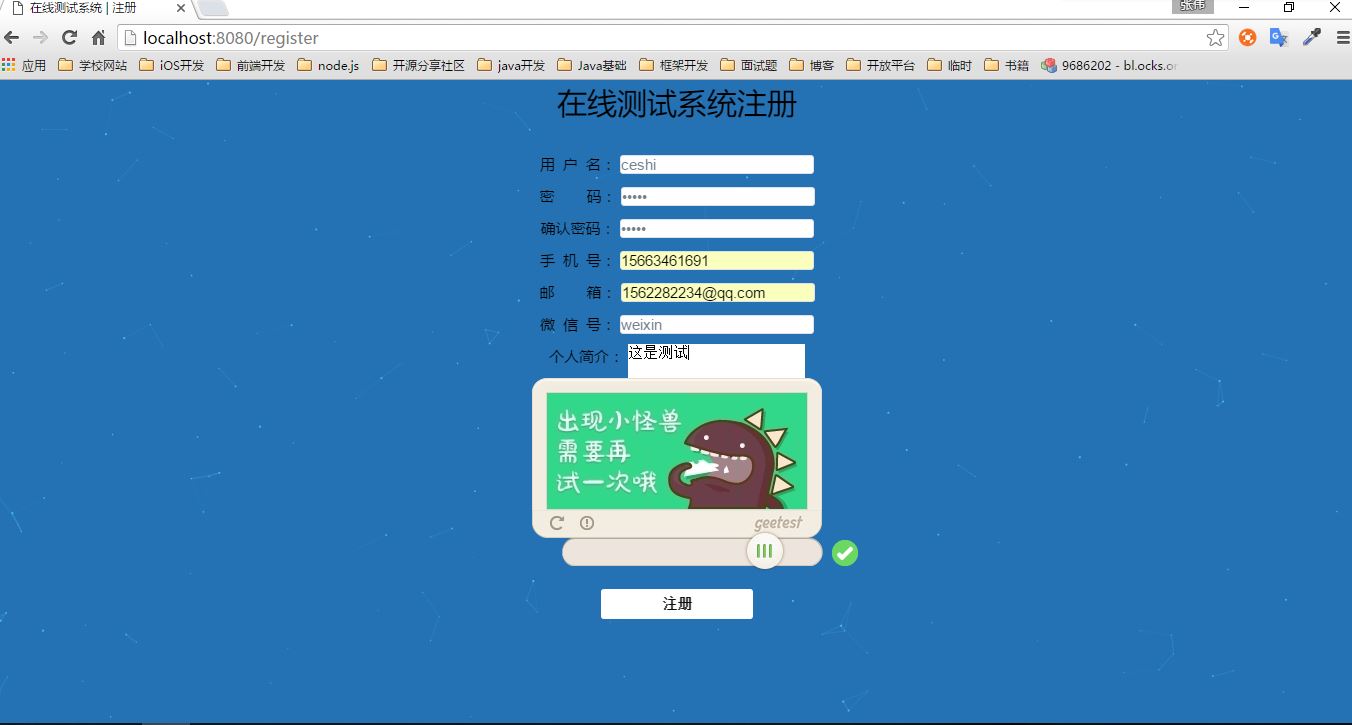 在线测试系统 | 注册
张伟
localhost:8080/register
应用 学校网站 iOS开发 前端开发 node.js 开源分享社区 java开发 Java基础 框架开发 面试题 博客 开放平台 临时 书籍 9686202 - bl.ocks.or
在线测试系统注册
用 户 名： ceshi
密 码： •••••
确认密码： •••••
手 机 号： 15663461691
邮 箱： 1562282234@qq.com
微 信 号： weixin
个人简介： 这是测试
出现小怪兽
需要再
试一次哦
geetest
注册